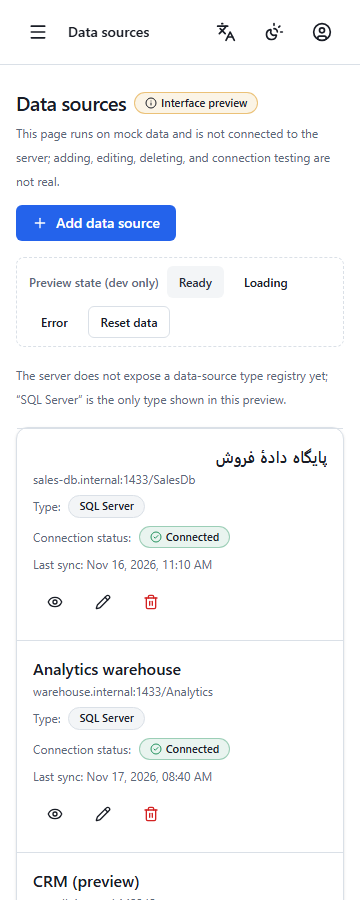 Data sources
Data sources
Interface preview
This page runs on mock data and is not connected to the
server; adding, editing, deleting, and connection testing are
not real.
Add data source
Preview state (dev only)
Ready
Loading
Error
Reset data
The server does not expose a data-source type registry yet;
“SQL Server” is the only type shown in this preview.
پایگاه دادهٔ فروش
sales-db.internal:1433/SalesDb
Type: SQL Server
Connection status: Connected
Last sync: Nov 16, 2026, 11:10 AM
Analytics warehouse
warehouse.internal:1433/Analytics
Type: SQL Server
Connection status: Connected
Last sync: Nov 17, 2026, 08:40 AM
CRM (preview)